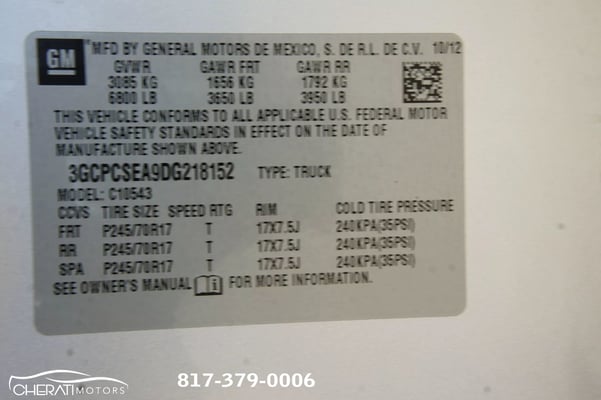 GM
MFD BY GENERAL MOTORS DE MEXICO, S. DE R.L. DE C.V. 10/12
GVWR GAWR FRT GAWR RR
3085 KG 1656 KG 1792 KG
6800 LB 3650 LB 3950 LB
THIS VEHICLE CONFORMS TO ALL APPLICABLE U.S. FEDERAL MOTOR
VEHICLE SAFETY STANDARDS IN EFFECT ON THE DATE OF
MANUFACTURE SHOWN ABOVE.
3GCPCSEA9DG218152 TYPE: TRUCK
MODEL: C10543
CCVS TIRE SIZE SPEED RTG RIM COLD TIRE PRESSURE
FRT P245/70R17 T 17X7.5J 240KPA(35PSI)
RR P245/70R17 T 17X7.5J 240KPA(35PSI)
SPA P245/70R17 T 17X7.5J 240KPA(35PSI)
SEE OWNER'S MANUAL i FOR MORE INFORMATION.
CHERATI MOTORS
817-379-0006